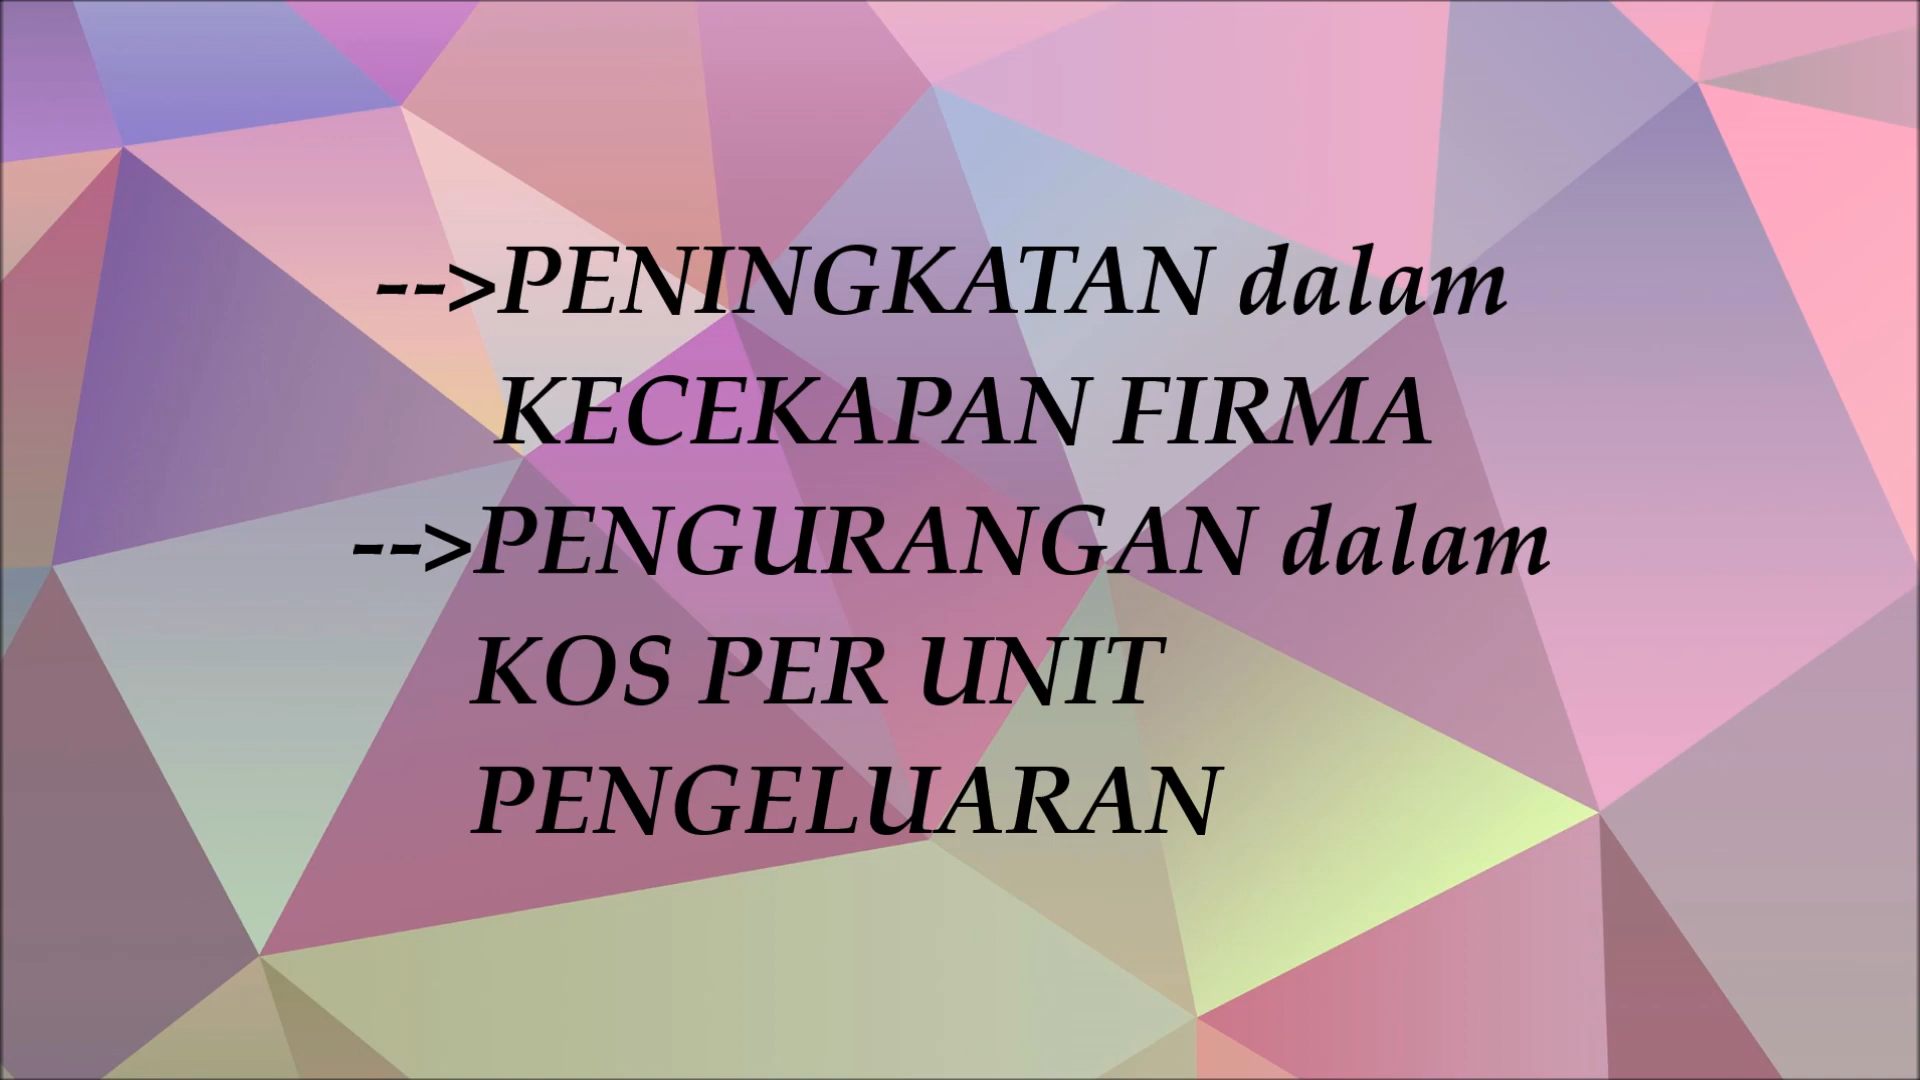 -->PENINGKATAN dalam
KECEKAPAN FIRMA
-->PENGURANGAN dalam
KOS PER UNIT
PENGELUARAN